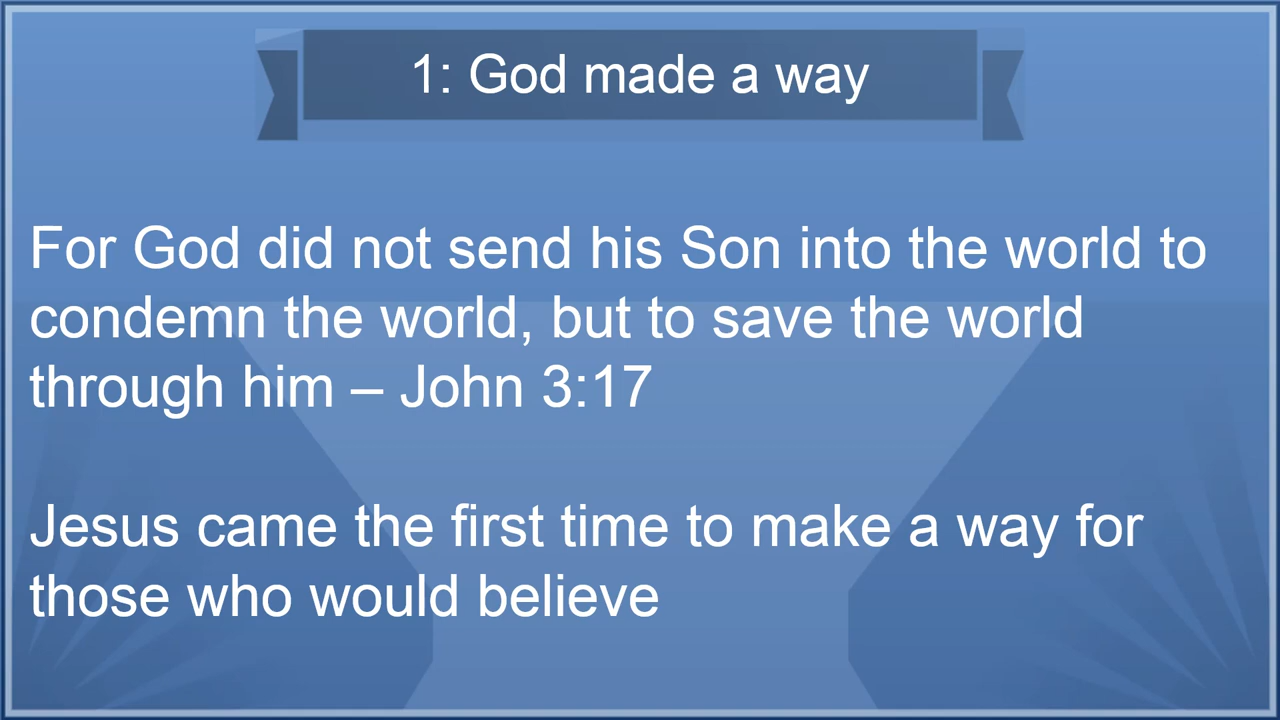 1: God made a way
For God did not send his Son into the world to
condemn the world, but to save the world
through him – John 3:17
Jesus came the first time to make a way for
those who would believe